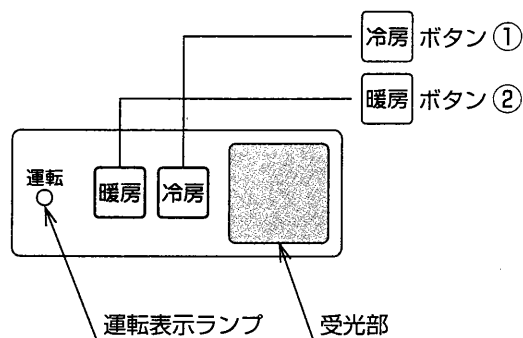 冷房 ボタン ①
暖房 ボタン ②
運転
暖房 冷房
運転表示ランプ 受光部